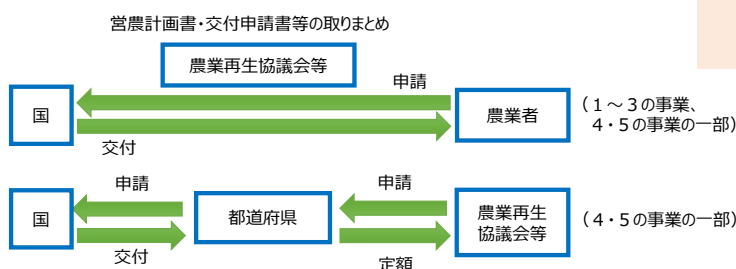 営農計画書・交付申請書等の取りまとめ
農業再生協議会等
申請
国
農業者
（１～３の事業、
４・５の事業の一部）
交付
申請
申請
国
都道府県
農業再生
協議会等
（４・５の事業の一部）
交付
定額